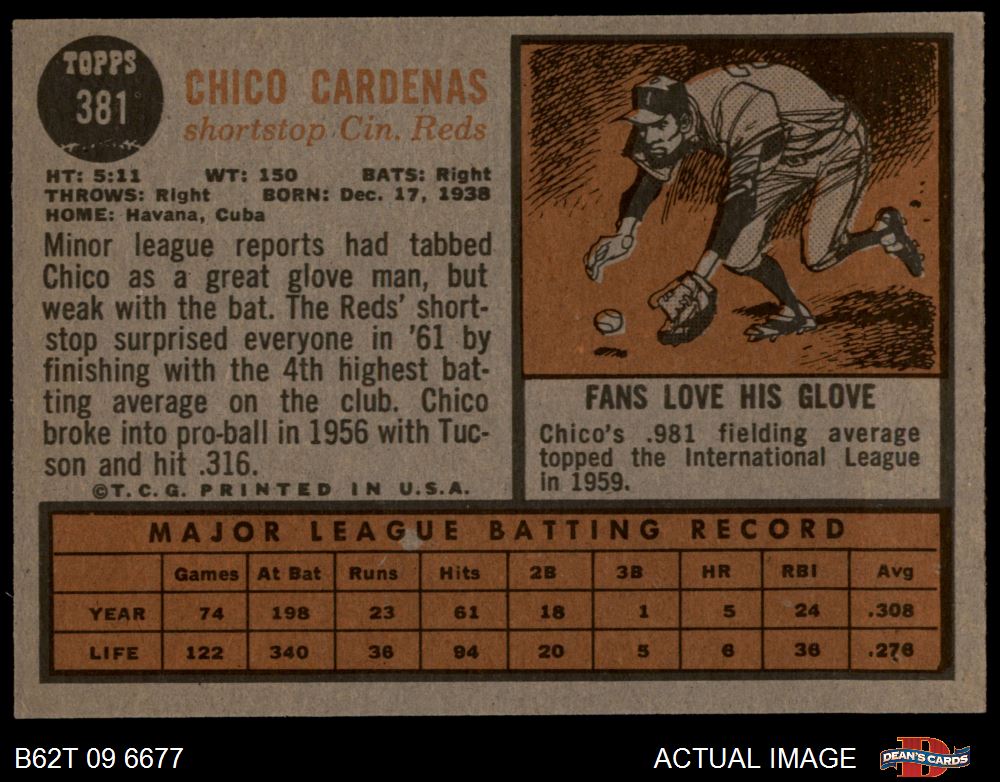 TOPPS
381
CHICO CARDENAS
shortstop Cin. Reds
HT: 5:11 WT: 150 BATS: Right
THROWS: Right BORN: Dec. 17, 1938
HOME: Havana, Cuba
Minor league reports had tabbed
Chico as a great glove man, but
weak with the bat. The Reds' short-
stop surprised everyone in '61 by
finishing with the 4th highest bat-
ting average on the club. Chico
broke into pro-ball in 1956 with Tuc-
son and hit .316.
©T.C.G. PRINTED IN U.S.A.
FANS LOVE HIS GLOVE
Chico's .981 fielding average
topped the International League
in 1959.
MAJOR LEAGUE BATTING RECORD
Games At Bat Runs Hits 2B 3B HR RBI Avg
YEAR 74 198 23 61 18 1 5 24 .308
LIFE 122 340 36 94 20 5 6 36 .276
B62T 09 6677
ACTUAL IMAGE
DEAN'S CARDS